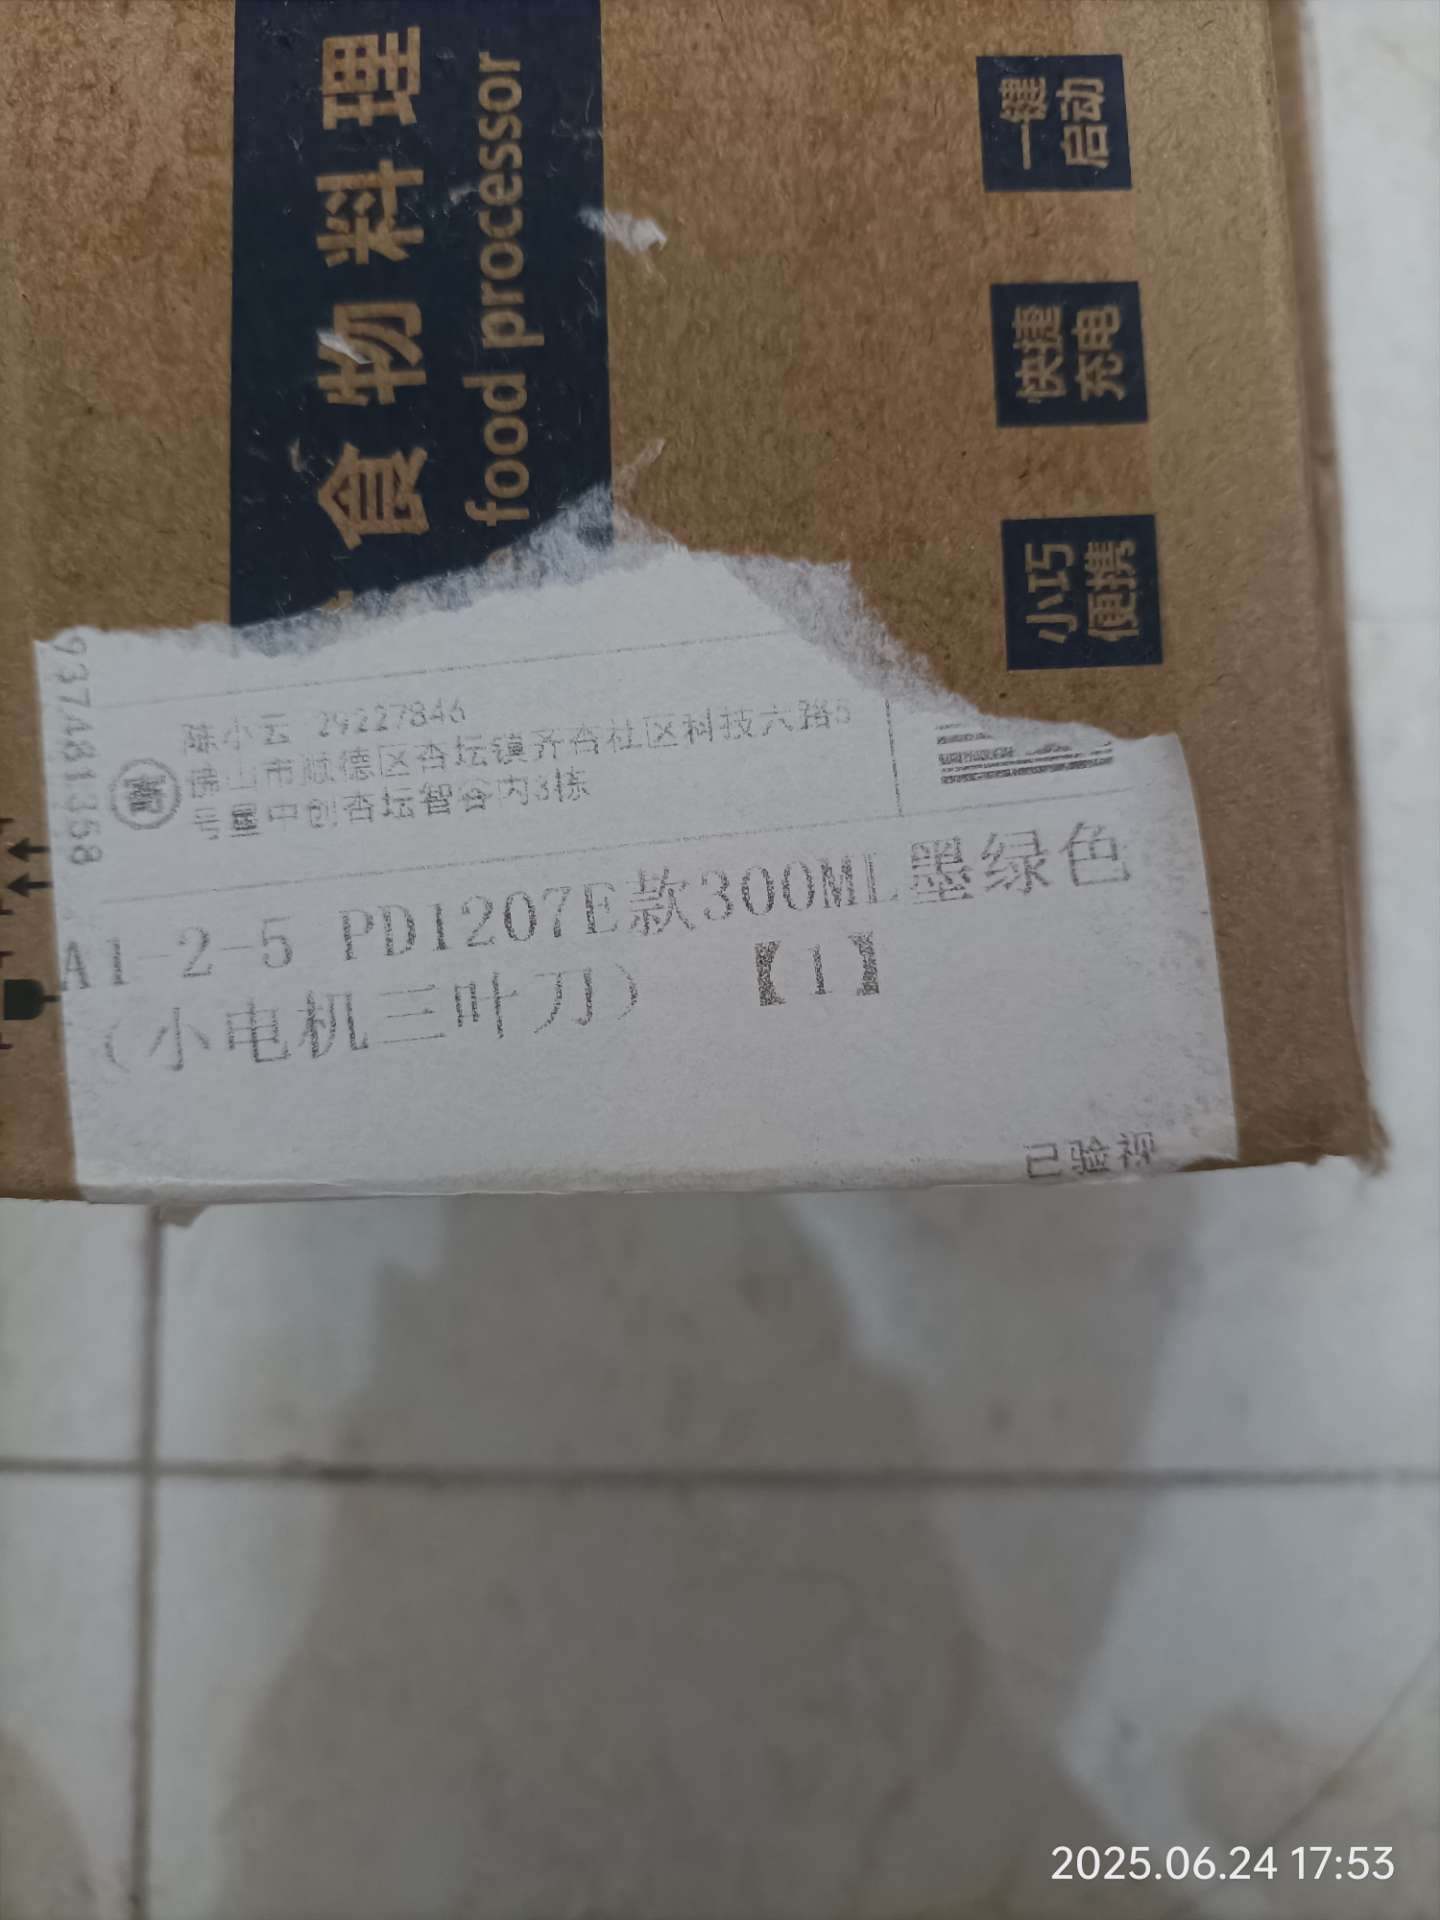 食物料理
food processor
一键
启动
快捷
充电
小巧
便携
937481368
小云 29227846
佛山市顺德区杏坛镇齐杏社区科技六路5
号星中创杏坛智谷内3栋
A1-2-5 PD1207E款300ML墨绿色
(小电机三叶刀) 【1】
已验视
2025.06.24 17:53